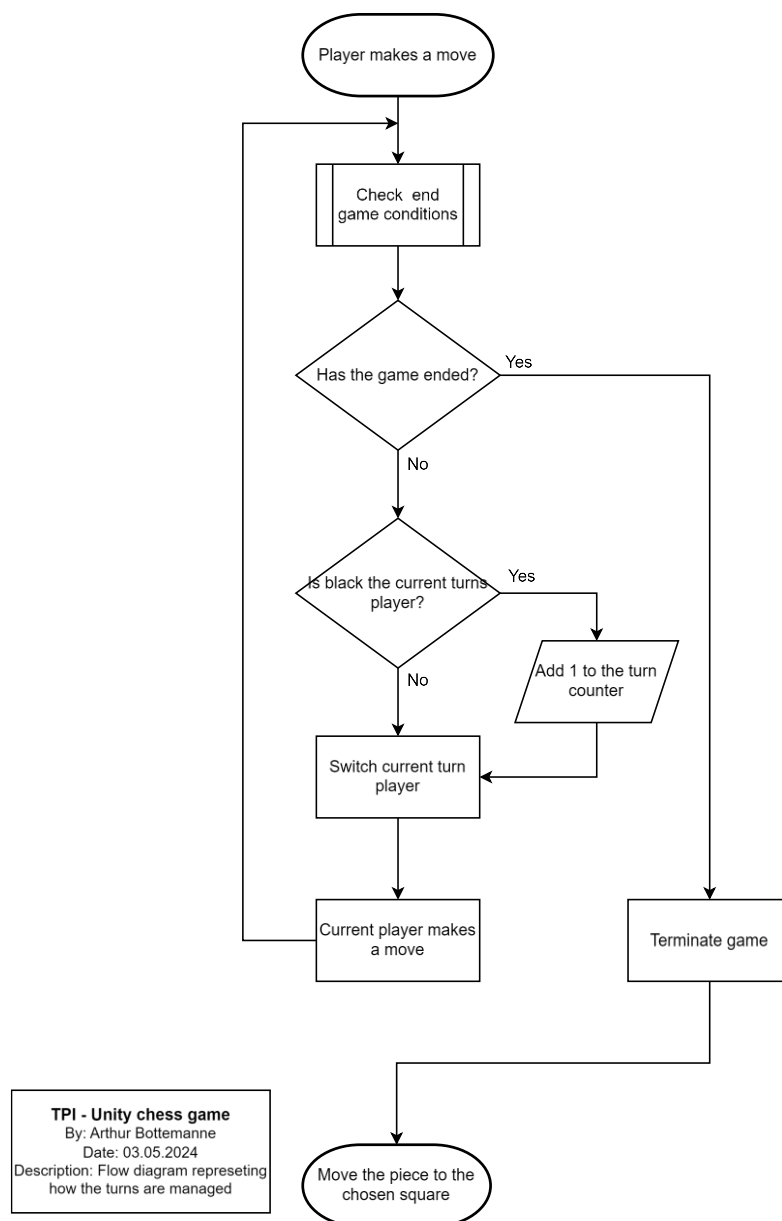 Player makes a move
Check end
game conditions
Has the game ended?
Yes
No
Is black the current turns
player?
Yes
No
Add 1 to the turn
counter
Switch current turn
player
Current player makes
a move
Terminate game
TPI - Unity chess game
By: Arthur Bottemanne
Date: 03.05.2024
Description: Flow diagram represeting
how the turns are managed
Move the piece to the
chosen square